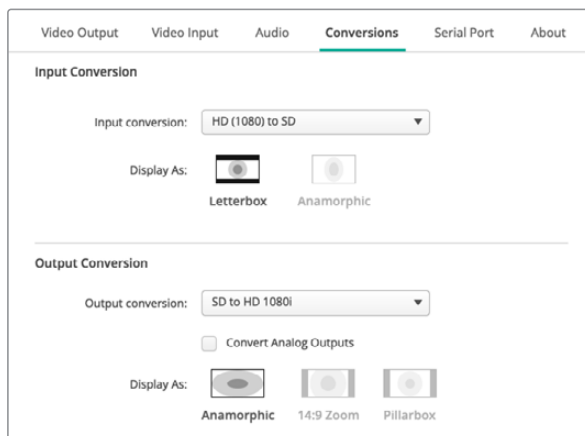 Video Output Video Input Audio Conversions Serial Port About
Input Conversion
Input conversion: HD (1080) to SD
Display As:
Letterbox Anamorphic
Output Conversion
Output conversion: SD to HD 1080i
Convert Analog Outputs
Display As:
Anamorphic 14:9 Zoom Pillarbox